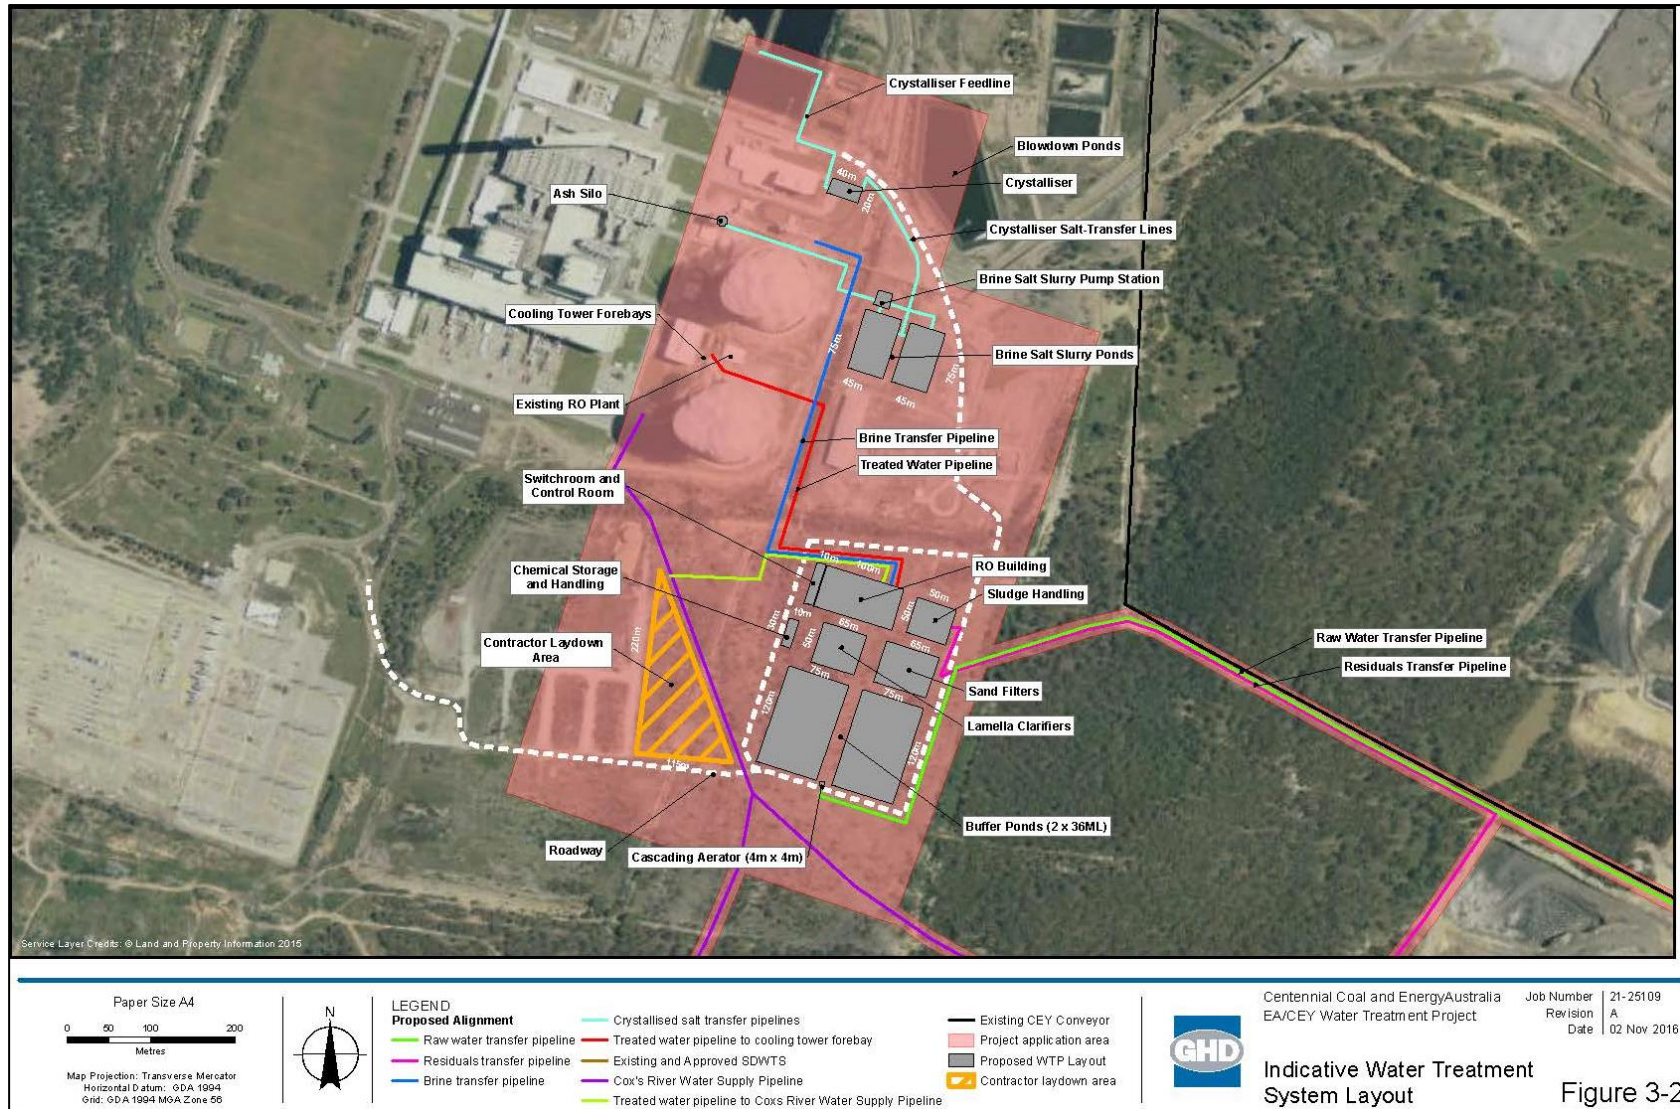 Crystalliser Feedline
Blowdown Ponds
40m
Crystalliser
Ash Silo
20m
Crystalliser Salt-Transfer Lines
Brine Salt Slurry Pump Station
Cooling Tower Forebays
75m
Brine Salt Slurry Ponds
75m
45m
45m
Existing RO Plant
Brine Transfer Pipeline
Treated Water Pipeline
Switchroom and
Control Room
10m
100m
RO Building
Chemical Storage
and Handling
50m
Sludge Handling
50m
10m
30m
65m
50m
65m
Contractor Laydown
Area
220m
Raw Water Transfer Pipeline
Residuals Transfer Pipeline
75m
75m
Sand Filters
120m
Lamella Clarifiers
120m
115m
Buffer Ponds (2 x 36ML)
Roadway
Cascading Aerator (4m x 4m)
Service Layer Credits: © Land and Property Information 2015
Paper Size A4
0 50 100 200
Metres
Map Projection: Transverse Mercator
Horizontal Datum: GDA 1994
Grid: GDA 1994 MGA Zone 56
N
LEGEND
Proposed Alignment
Raw water transfer pipeline
Residuals transfer pipeline
Brine transfer pipeline
Crystallised salt transfer pipelines
Treated water pipeline to cooling tower forebay
Existing and Approved SDWTS
Cox's River Water Supply Pipeline
Treated water pipeline to Coxs River Water Supply Pipeline
Existing CEY Conveyor
Project application area
Proposed WTP Layout
Contractor laydown area
GHD
Centennial Coal and EnergyAustralia
EA/CEY Water Treatment Project
Job Number 21-25109
Revision A
Date 02 Nov 2016
Indicative Water Treatment
System Layout
Figure 3-2